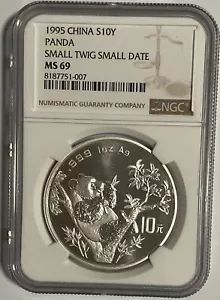 1995 CHINA S10Y
PANDA
SMALL TWIG SMALL DATE
MS 69
8187751-007
NUMISMATIC GUARANTY COMPANY
NGC
.999 1oz Ag
10元